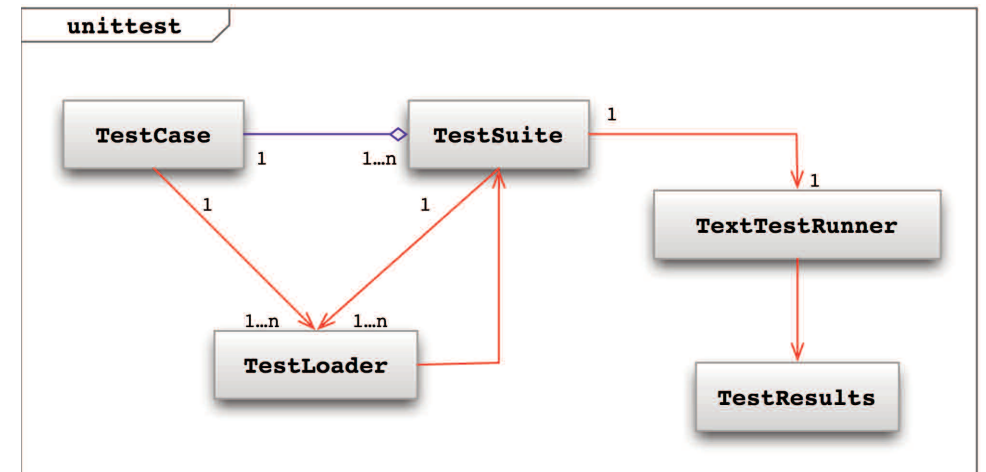 unittest
TestCase
TestSuite
1
1
1…n
1
1
1
TextTestRunner
1…n
1…n
TestLoader
TestResults